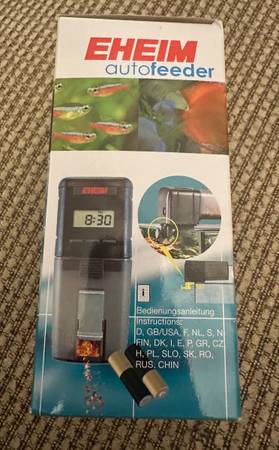 EHEIM
autofeeder
EHEIM
8:30
i
Bedienungsanleitung
Instructions:
D, GB/USA, F, NL, S, N
FIN, DK, I, E, P, GR, CZ
H, PL, SLO, SK, RO,
RUS, CHIN